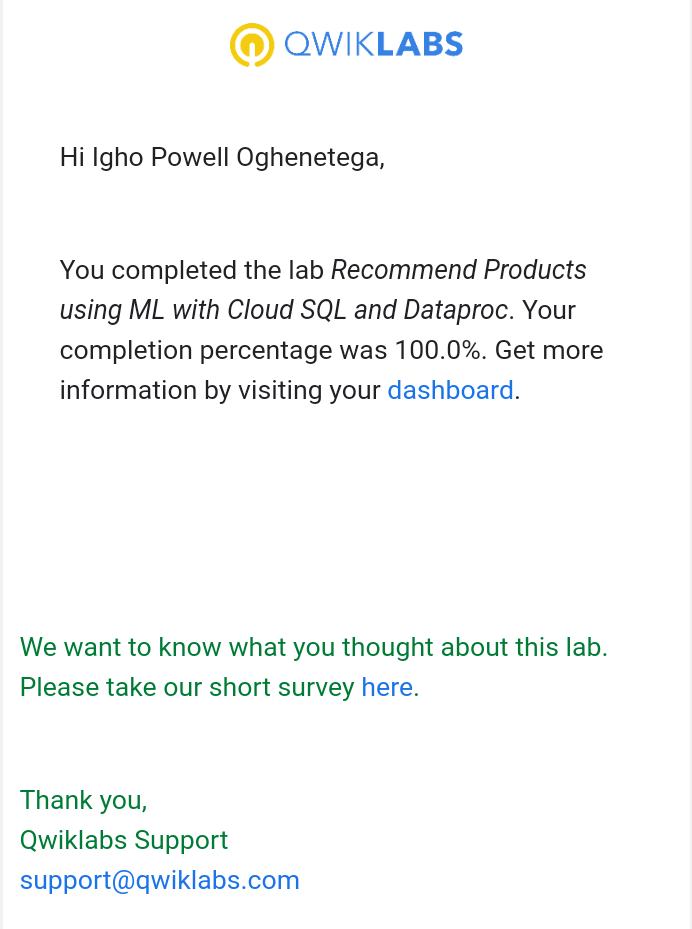 QWIKLABS
Hi Igho Powell Oghenetega,
You completed the lab Recommend Products
using ML with Cloud SQL and Dataproc. Your
completion percentage was 100.0%. Get more
information by visiting your dashboard.
We want to know what you thought about this lab.
Please take our short survey here.
Thank you,
Qwiklabs Support
support@qwiklabs.com